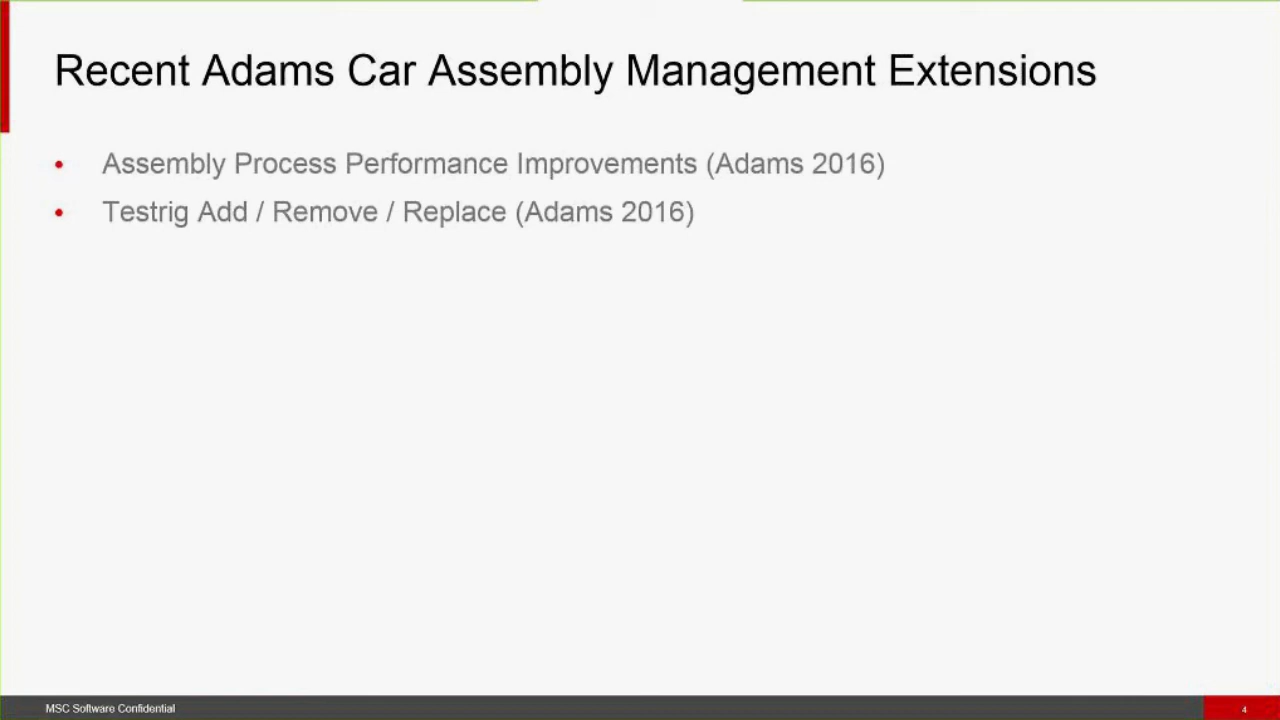 Recent Adams Car Assembly Management Extensions
• Assembly Process Performance Improvements (Adams 2016)
• Testrig Add / Remove / Replace (Adams 2016)
MSC Software Confidential
4